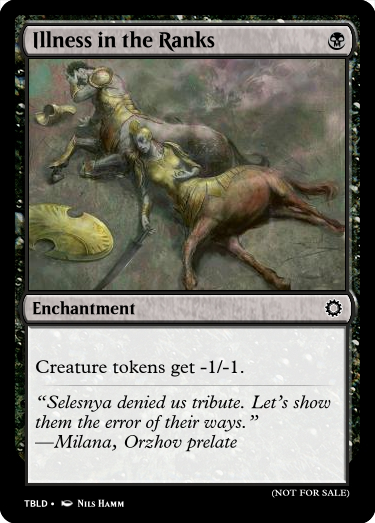 Illness in the Ranks
Enchantment
Creature tokens get -1/-1.
“Selesnya denied us tribute. Let’s show
them the error of their ways.”
—Milana, Orzhov prelate
(NOT FOR SALE)
TBLD • Nils Hamm